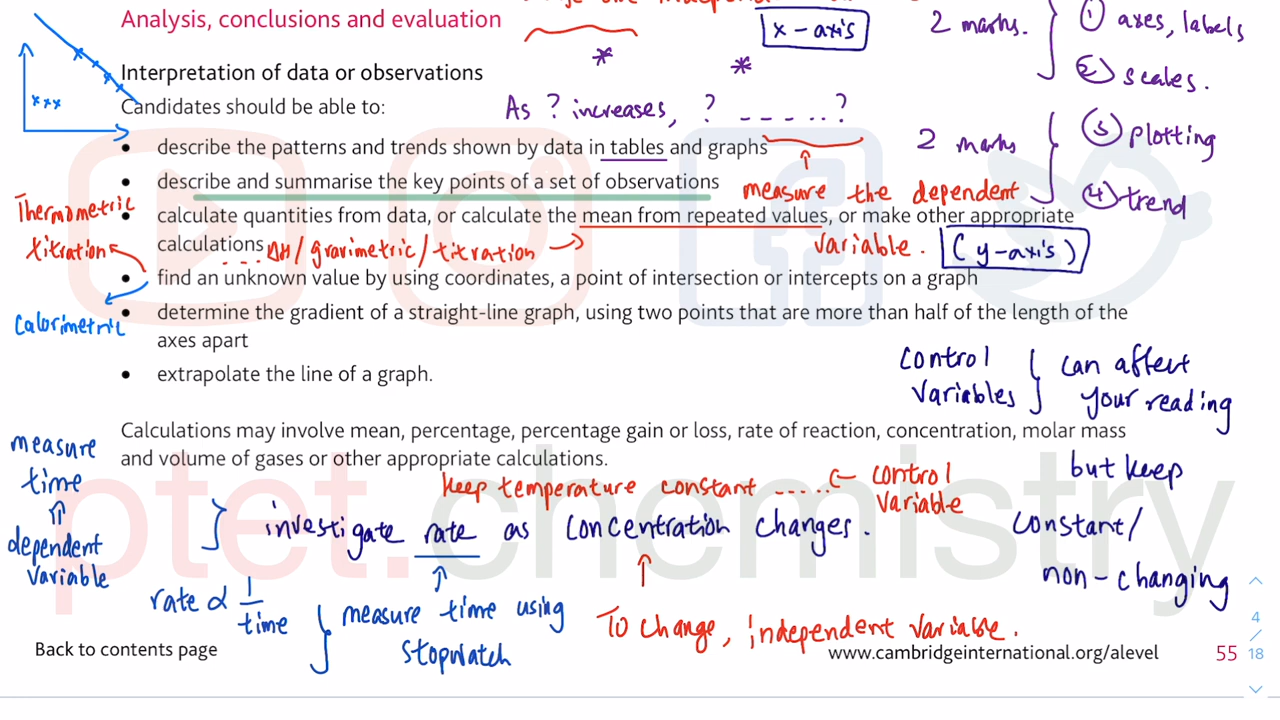 Analysis, conclusions and evaluation
x-axis
2 marks.
① axes, labels
② scales.
Interpretation of data or observations
Candidates should be able to:
As ? increases, ? - - - . . ?
• describe the patterns and trends shown by data in tables and graphs
2 marks
③ plotting
④ trend
• describe and summarise the key points of a set of observations
measure the dependent
variable. (y-axis)
Thermometric
titration
• calculate quantities from data, or calculate the mean from repeated values, or make other appropriate
calculations
.... ΔH/gravimetric/titration
• find an unknown value by using coordinates, a point of intersection or intercepts on a graph
Calorimetric
• determine the gradient of a straight-line graph, using two points that are more than half of the length of the
axes apart
• extrapolate the line of a graph.
control
variables
can affect
your reading
but keep
constant/
non-changing
Calculations may involve mean, percentage, percentage gain or loss, rate of reaction, concentration, molar mass
and volume of gases or other appropriate calculations.
keep temperature constant .....
control
variable
measure
time
dependent
variable
investigate rate as concentration changes.
rate ∝ 1/time
measure time using
stopwatch
To change, independent variable.
ptet.chemistry
Back to contents page
www.cambridgeinternational.org/alevel
55
4
/
18